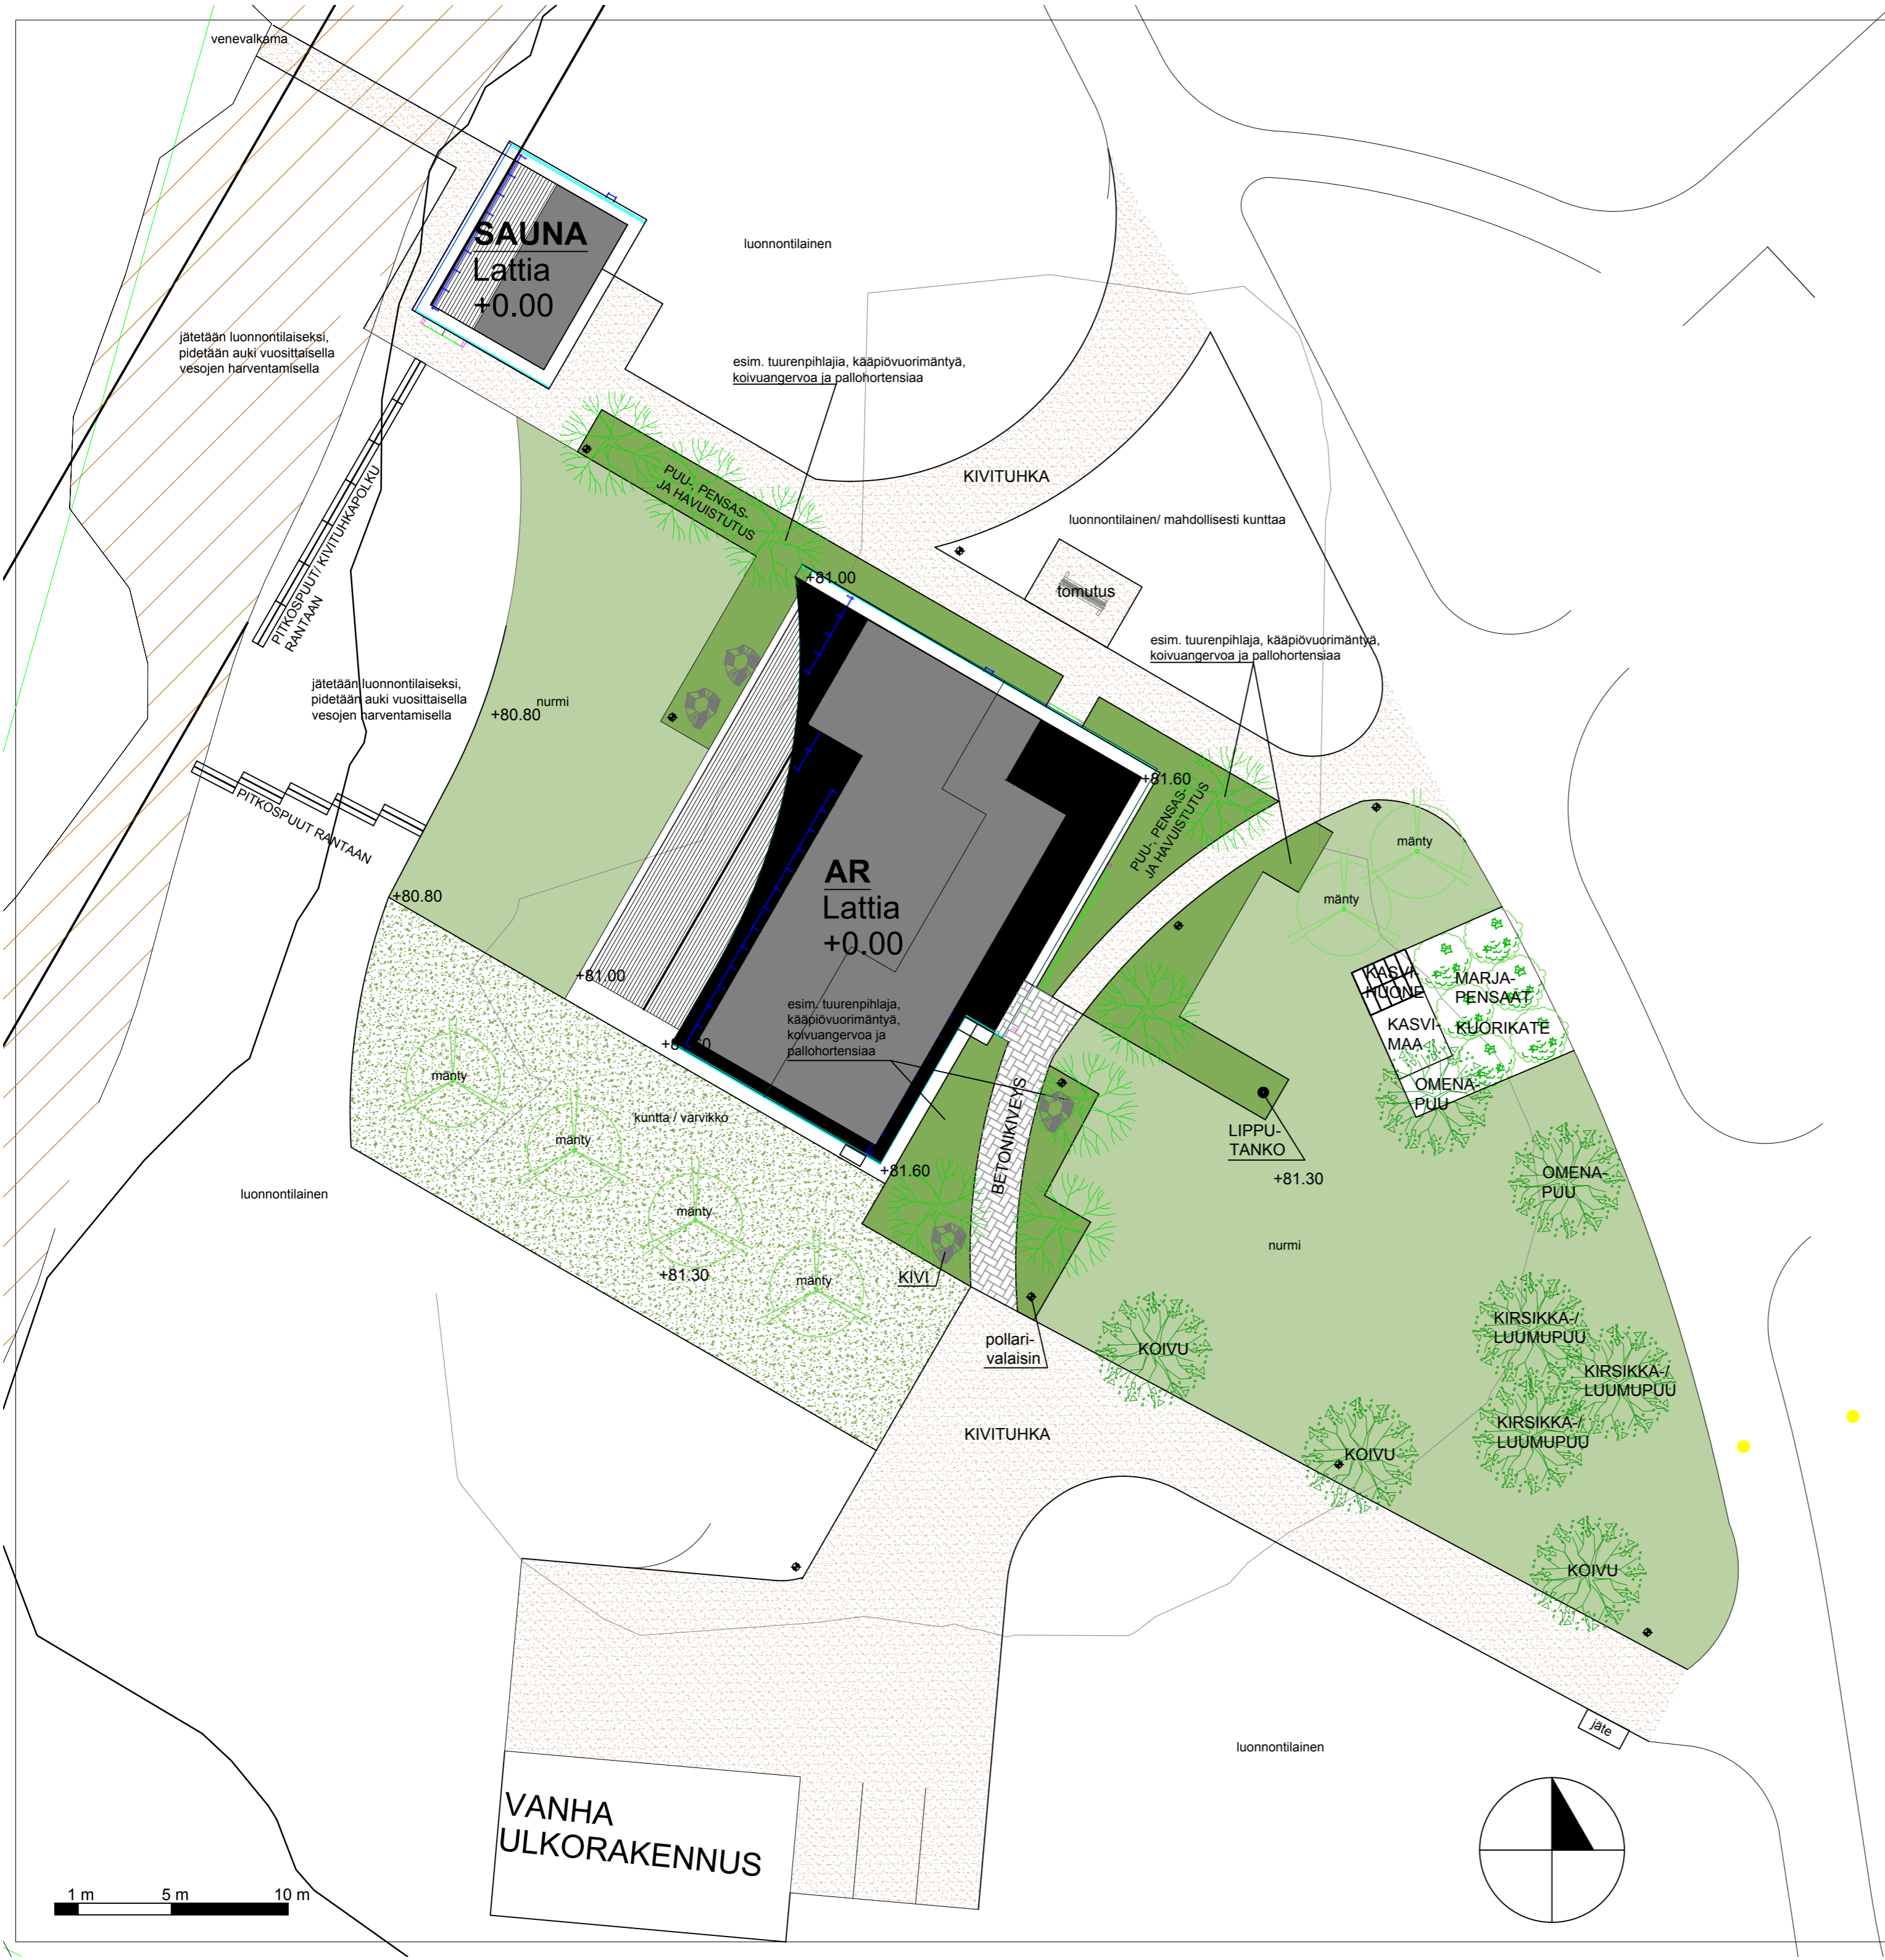 venevalkama
SAUNA
Lattia
+0.00
luonnontilainen
jätetään luonnontilaiseksi,
pidetään auki vuosittaisella
vesojen harventamisella
esim. tuurenpihlajia, kääpiövuorimäntyä,
koivuangervoa ja pallohortensiaa
PUU-, PENSAS-
JA HAVUISTUTUS
KIVITUHKA
luonnontilainen/ mahdollisesti kunttaa
tomutus
PITKOSPUUT/ KIVITUHKAPOLKU
RANTAAN
+81.00
esim. tuurenpihlaja, kääpiövuorimäntyä,
koivuangervoa ja pallohortensiaa
jätetään luonnontilaiseksi,
pidetään auki vuosittaisella
vesojen harventamisella
nurmi
+80.80
+81.60
PUU-, PENSAS-
JA HAVUISTUTUS
PITKOSPUUT RANTAAN
mänty
mänty
AR
Lattia
+0.00
+80.80
+81.00
KASVI-
HUONE
MARJA-
PENSAAT
KUORIKATE
KASVI-
MAA
OMENA-
PUU
esim. tuurenpihlaja,
kääpiövuorimäntyä,
koivuangervoa ja
pallohortensiaa
+81.60
mänty
kuntta / varvikko
mänty
BETONIKIVEYS
LIPPU-
TANKO
+81.30
+81.60
OMENA-
PUU
luonnontilainen
mänty
+81.30
mänty
KIVI
nurmi
pollari-
valaisin
KOIVU
KIRSIKKA-/
LUUMUPUU
KIRSIKKA-/
LUUMUPUU
KIRSIKKA-/
LUUMUPUU
KIVITUHKA
KOIVU
KOIVU
jäte
luonnontilainen
VANHA
ULKORAKENNUS
1 m
5 m
10 m